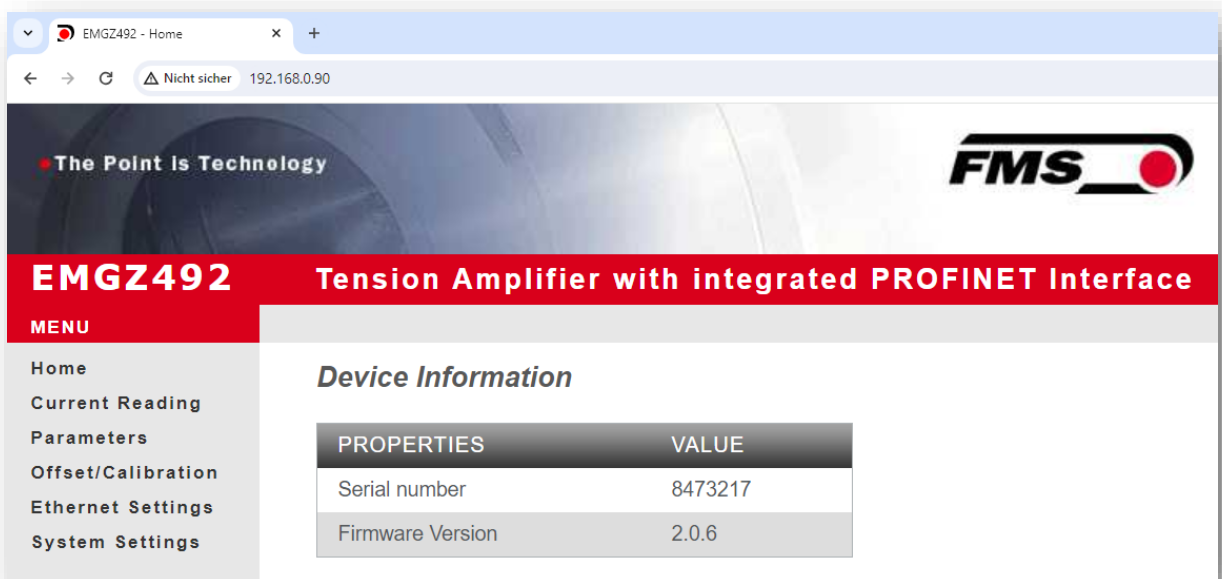 EMGZ492 - Home
Nicht sicher 192.168.0.90
The Point is Technology
FMS
EMGZ492 Tension Amplifier with integrated PROFINET Interface
MENU
Home
Current Reading
Parameters
Offset/Calibration
Ethernet Settings
System Settings
Device Information
PROPERTIES VALUE
Serial number 8473217
Firmware Version 2.0.6